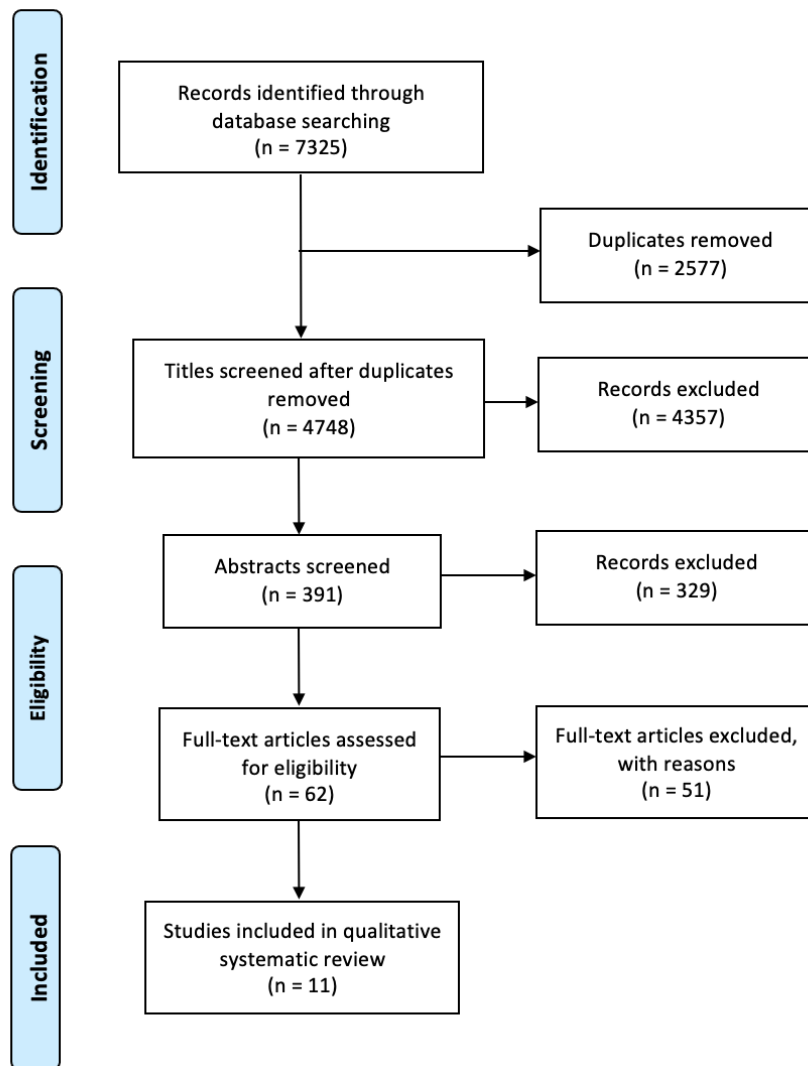 Identification
Records identified through
database searching
(n = 7325)
Duplicates removed
(n = 2577)
Screening
Titles screened after duplicates
removed
(n = 4748)
Records excluded
(n = 4357)
Eligibility
Abstracts screened
(n = 391)
Records excluded
(n = 329)
Full-text articles assessed
for eligibility
(n = 62)
Full-text articles excluded,
with reasons
(n = 51)
Included
Studies included in qualitative
systematic review
(n = 11)